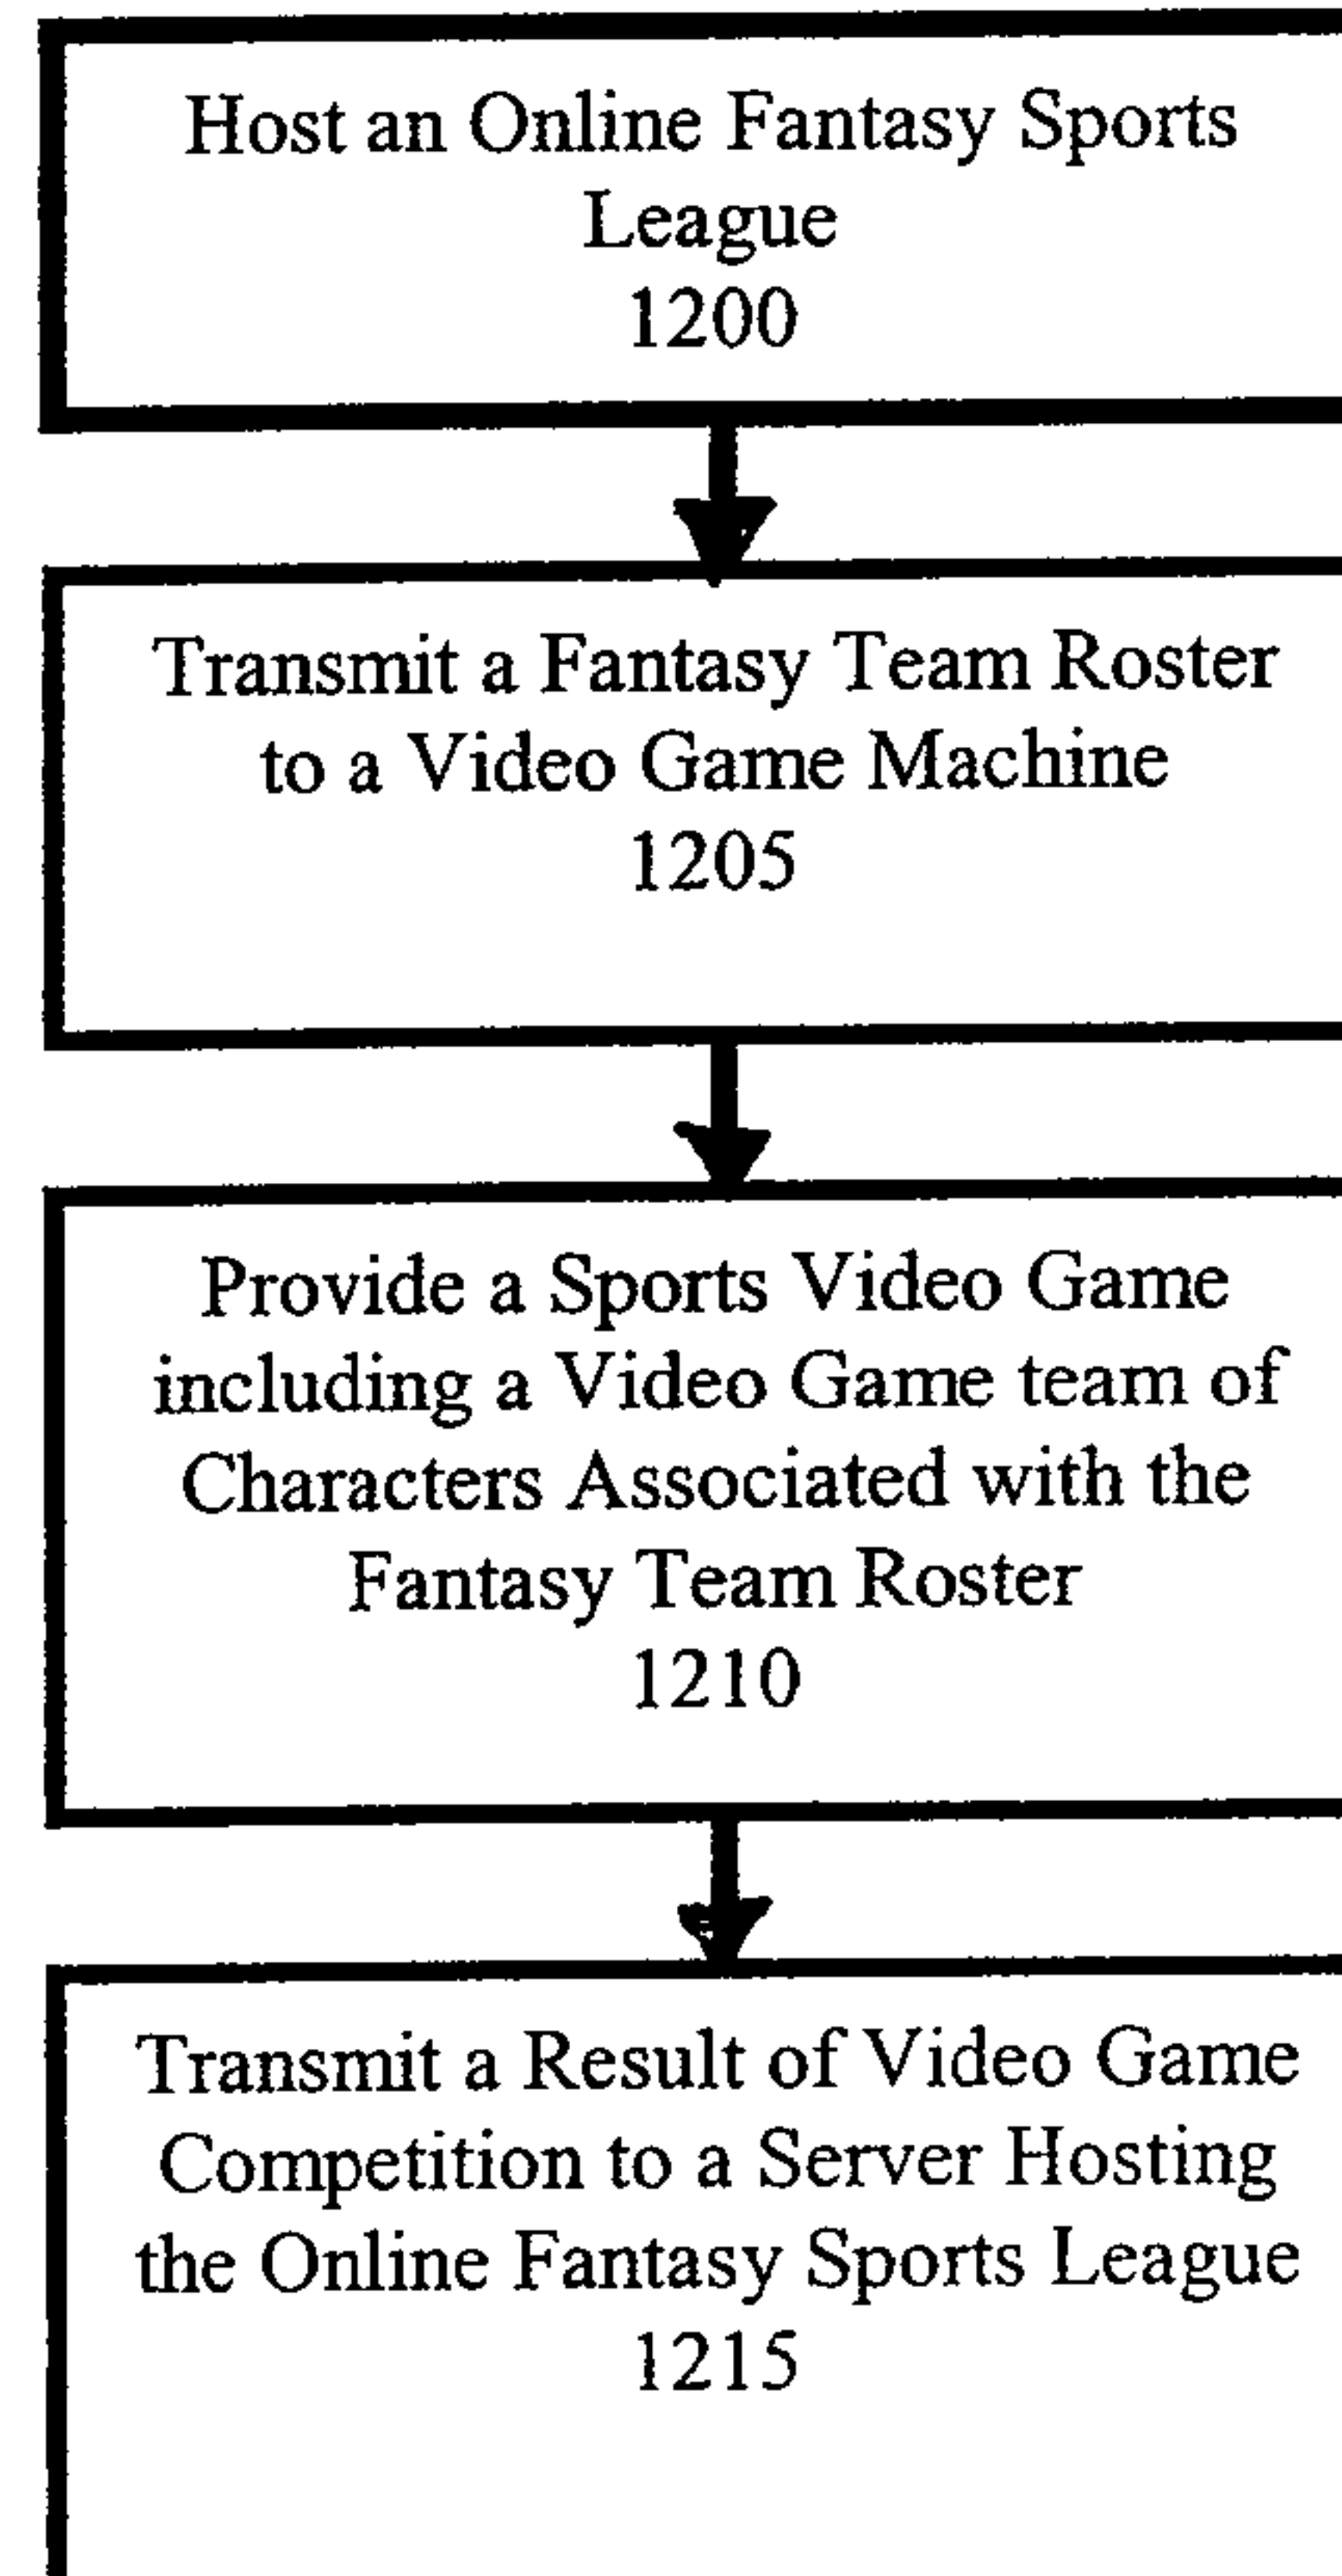 Host an Online Fantasy Sports
League
1200
Transmit a Fantasy Team Roster
to a Video Game Machine
1205
Provide a Sports Video Game
including a Video Game team of
Characters Associated with the
Fantasy Team Roster
1210
Transmit a Result of Video Game
Competition to a Server Hosting
the Online Fantasy Sports League
1215